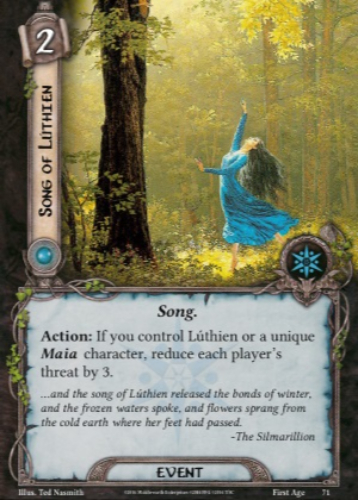 2
SONG OF LÚTHIEN
Song.
Action: If you control Lúthien or a unique
Maia character, reduce each player's
threat by 3.
...and the song of Lúthien released the bonds of winter,
and the frozen waters spoke, and flowers sprang from
the cold earth where her feet had passed.
-The Silmarillion
EVENT
Illus. Ted Nasmith
First Age
71